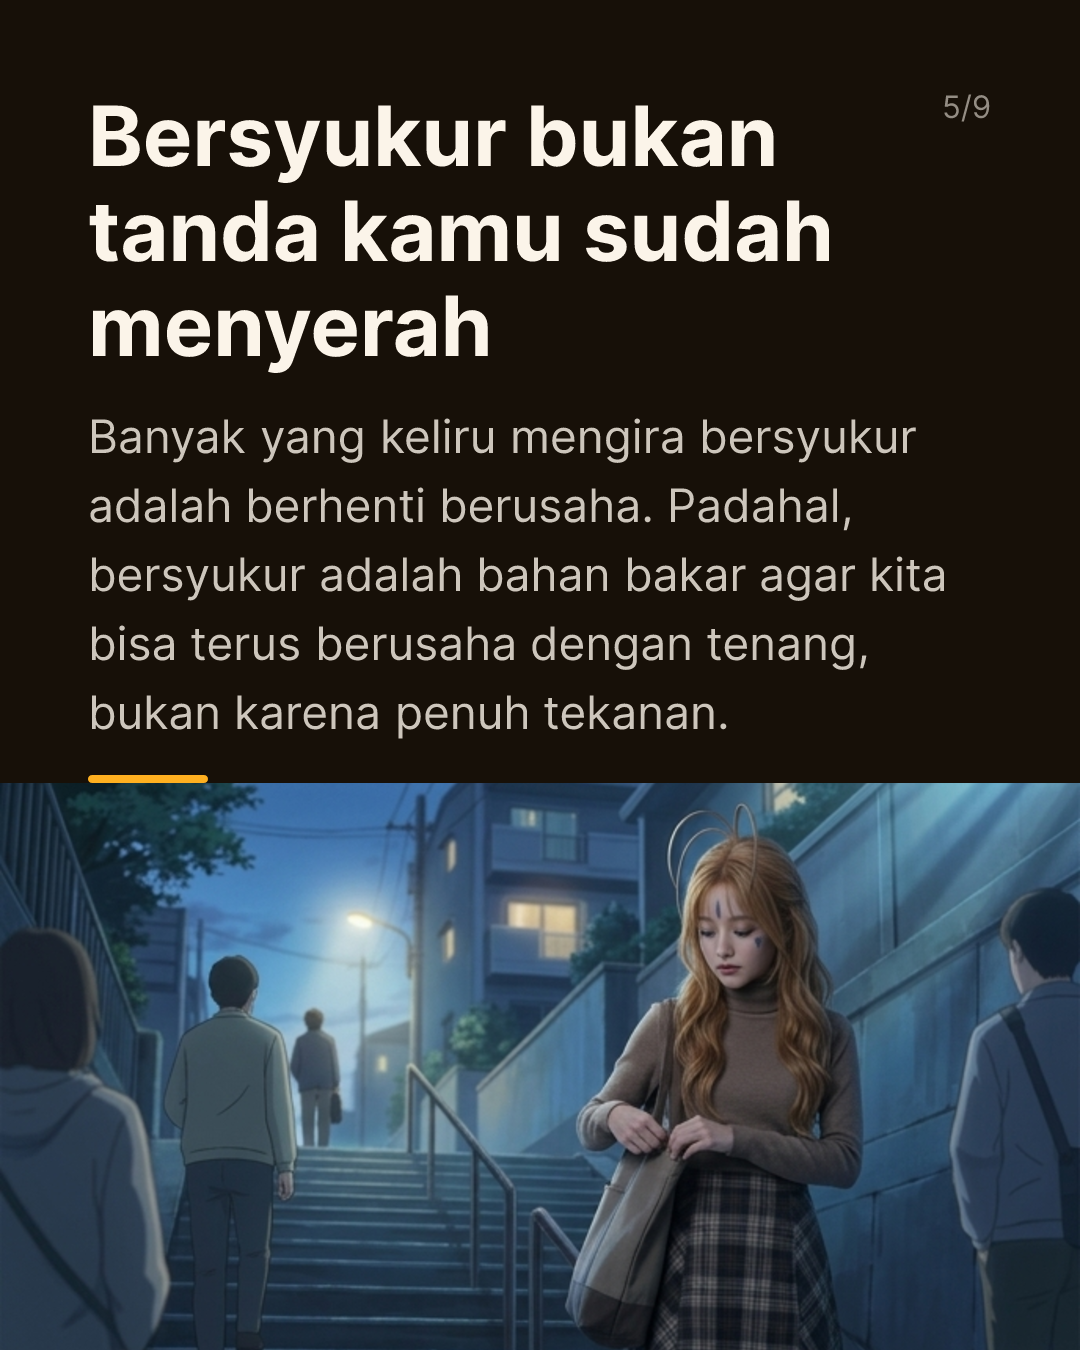 5/9
Bersyukur bukan
tanda kamu sudah
menyerah
Banyak yang keliru mengira bersyukur
adalah berhenti berusaha. Padahal,
bersyukur adalah bahan bakar agar kita
bisa terus berusaha dengan tenang,
bukan karena penuh tekanan.